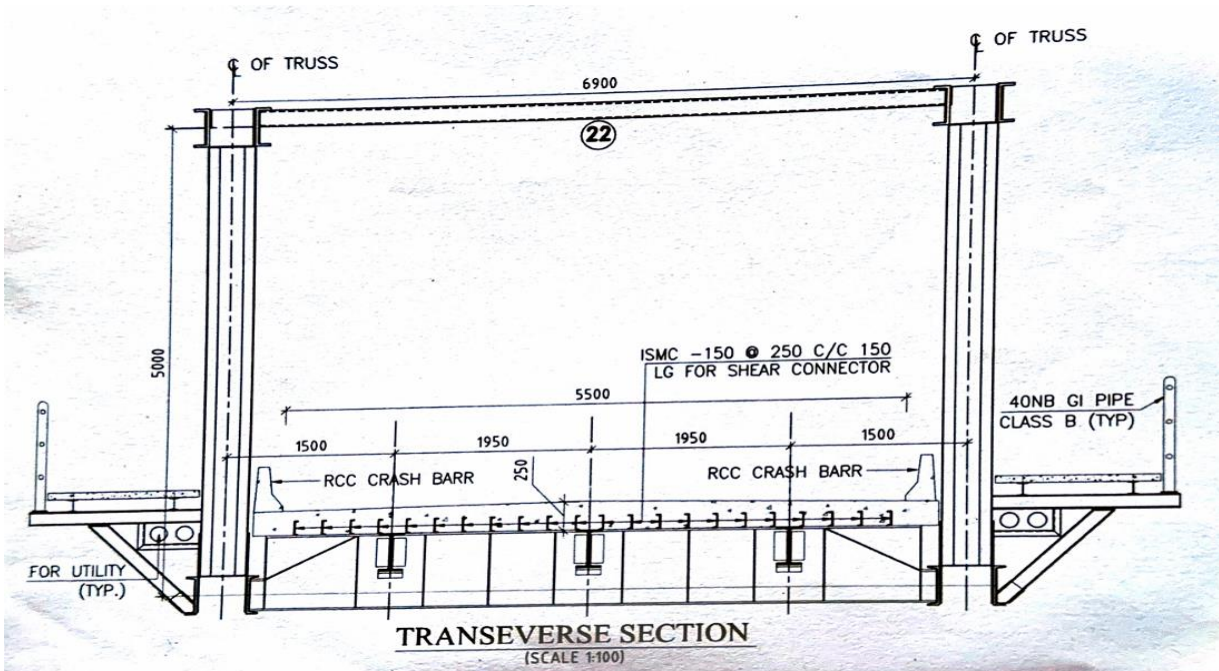 ℄ OF TRUSS
℄ OF TRUSS
6900
22
5000
ISMC -150 @ 250 C/C 150
LG FOR SHEAR CONNECTOR
5500
40NB GI PIPE
CLASS B (TYP)
1500
1950
1950
1500
RCC CRASH BARR
250
RCC CRASH BARR
FOR UTILITY
(TYP.)
TRANSEVERSE SECTION
(SCALE 1:100)